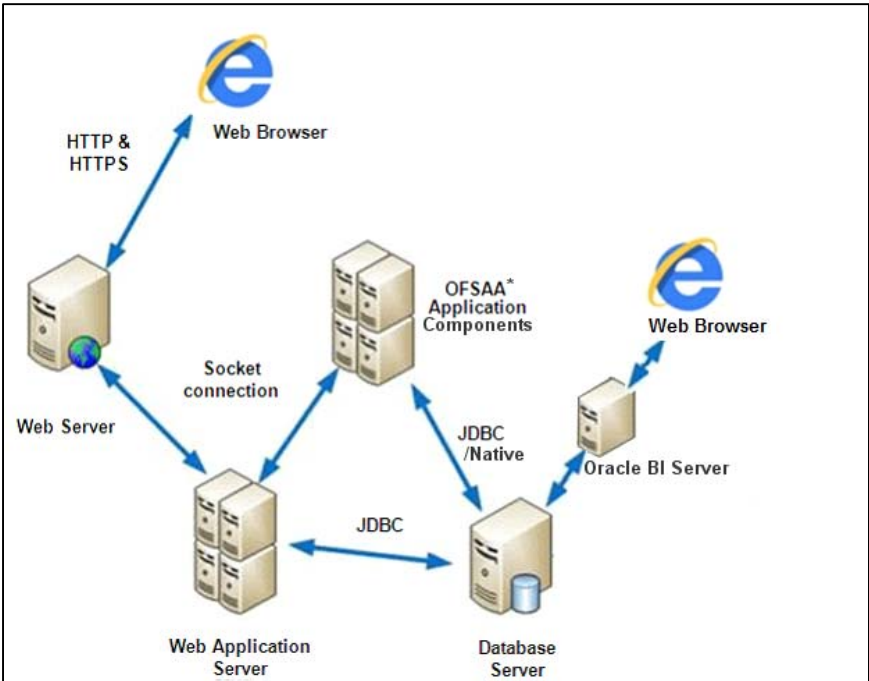 Web Browser
HTTP &
HTTPS
OFSAA*
Application
Components
Web Browser
Socket
connection
Web Server
JDBC
/Native
Oracle BI Server
JDBC
Web Application
Server
Database
Server